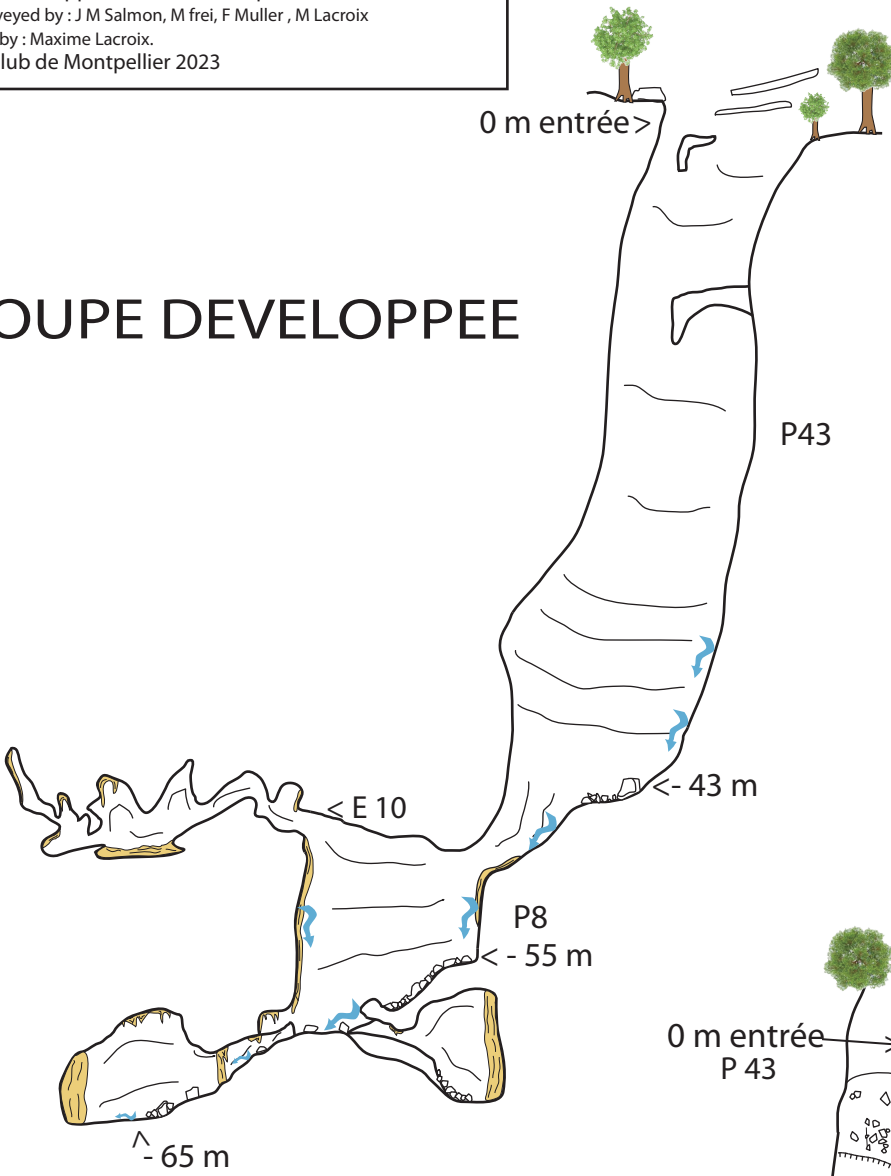 veyed by : J M Salmon, M frei, F Muller , M Lacroix
by : Maxime Lacroix.
lub de Montpellier 2023
0 m entrée >
OUPE DEVELOPPEE
P43
<- 43 m
< E 10
P8
< - 55 m
0 m entrée
P 43
^- 65 m